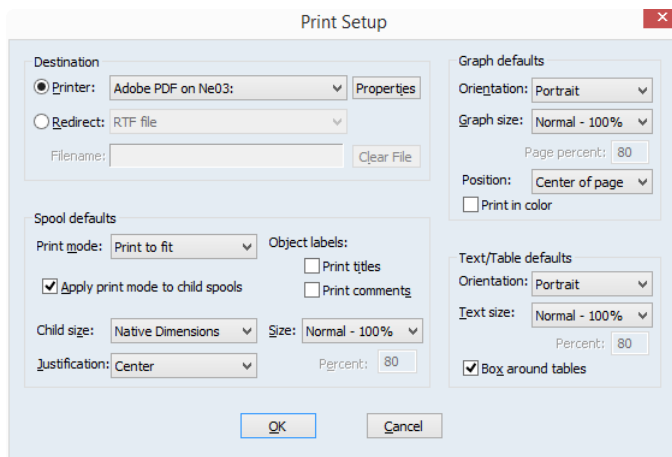 Print Setup
Destination
Printer: Adobe PDF on Ne03: Properties
Redirect: RTF file
Filename: Clear File
Spool defaults
Print mode: Print to fit
Apply print mode to child spools
Object labels:
Print titles
Print comments
Child size: Native Dimensions Size: Normal - 100%
Justification: Center Percent: 80
Graph defaults
Orientation: Portrait
Graph size: Normal - 100%
Page percent: 80
Position: Center of page
Print in color
Text/Table defaults
Orientation: Portrait
Text size: Normal - 100%
Percent: 80
Box around tables
OK Cancel